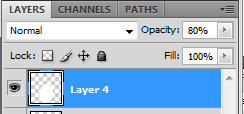 LAYERS CHANNELS PATHS
Normal Opacity: 80%
Lock: Fill: 100%
Layer 4